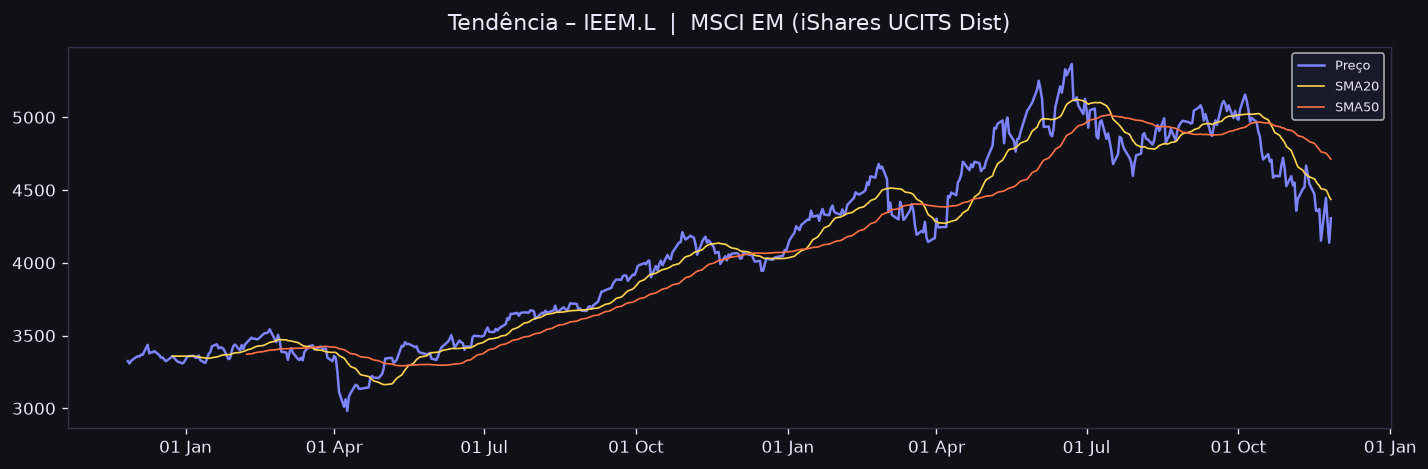 Tendência – IEEM.L  |  MSCI EM (iShares UCITS Dist)
Preço
SMA20
SMA50
5000
4500
4000
3500
3000
01 Jan
01 Apr
01 Jul
01 Oct
01 Jan
01 Apr
01 Jul
01 Oct
01 Jan